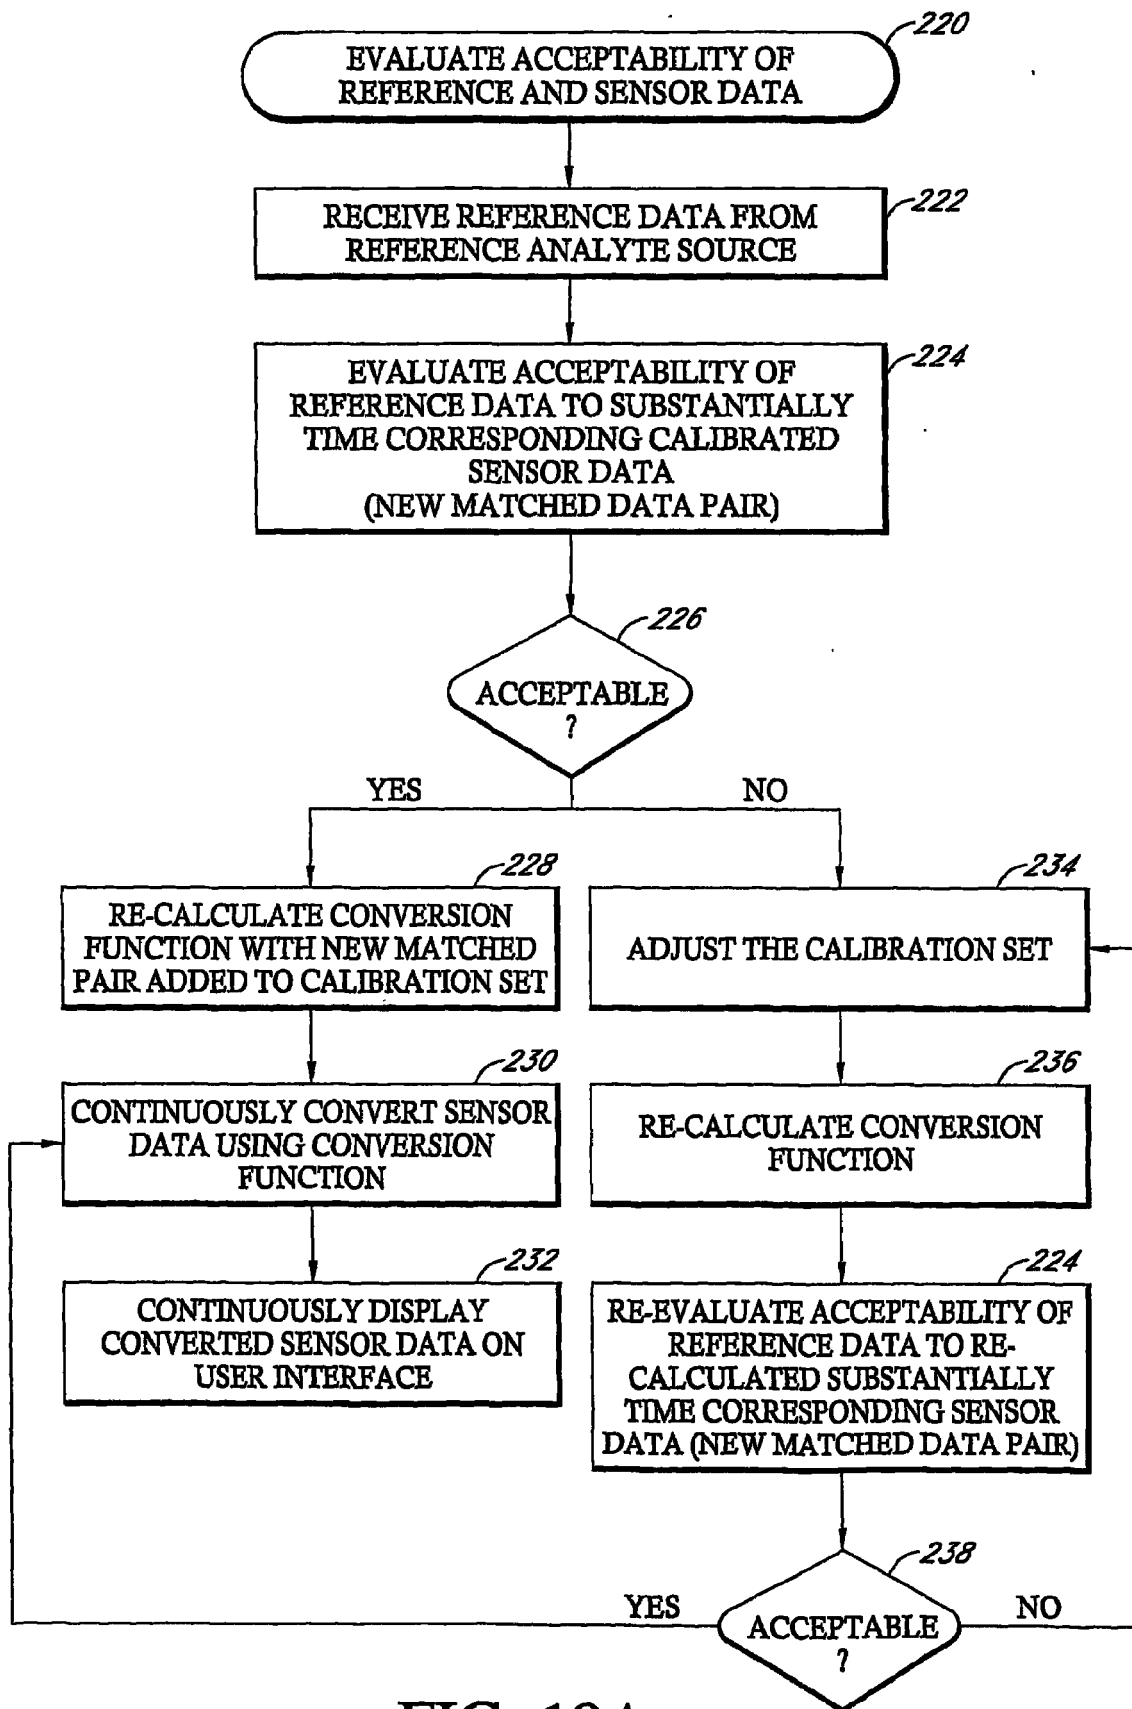 220
EVALUATE ACCEPTABILITY OF
REFERENCE AND SENSOR DATA
222
RECEIVE REFERENCE DATA FROM
REFERENCE ANALYTE SOURCE
224
EVALUATE ACCEPTABILITY OF
REFERENCE DATA TO SUBSTANTIALLY
TIME CORRESPONDING CALIBRATED
SENSOR DATA
(NEW MATCHED DATA PAIR)
226
ACCEPTABLE
?
YES
NO
228
RE-CALCULATE CONVERSION
FUNCTION WITH NEW MATCHED
PAIR ADDED TO CALIBRATION SET
234
ADJUST THE CALIBRATION SET
230
CONTINUOUSLY CONVERT SENSOR
DATA USING CONVERSION
FUNCTION
236
RE-CALCULATE CONVERSION
FUNCTION
232
CONTINUOUSLY DISPLAY
CONVERTED SENSOR DATA ON
USER INTERFACE
224
RE-EVALUATE ACCEPTABILITY OF
REFERENCE DATA TO RE-
CALCULATED SUBSTANTIALLY
TIME CORRESPONDING SENSOR
DATA (NEW MATCHED DATA PAIR)
238
YES
ACCEPTABLE
?
NO